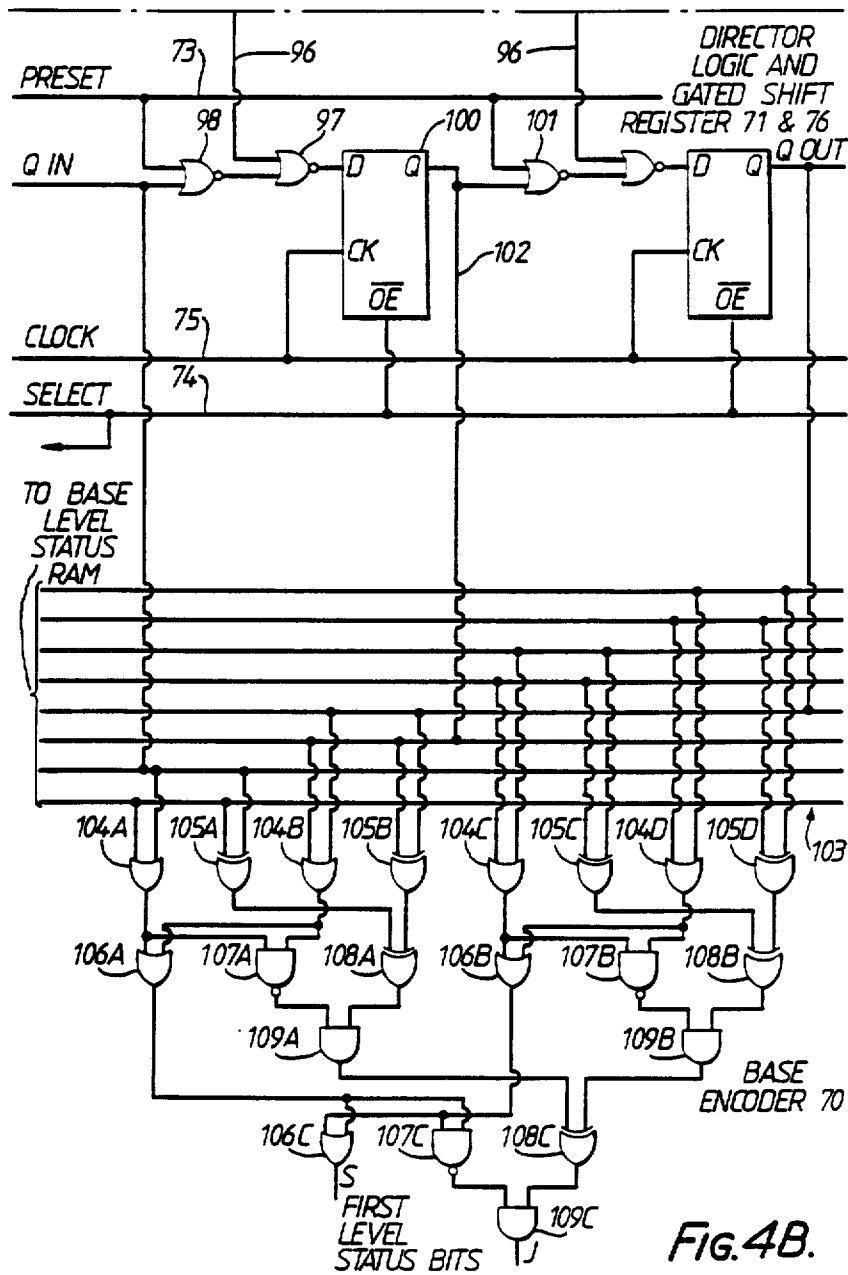 73
96
96
DIRECTOR
LOGIC AND
GATED SHIFT
REGISTER 71 & 76
PRESET
98
97
100
101
Q OUT
Q IN
D Q
D Q
CK
CK
102
OE
OE
CLOCK
75
SELECT
74
TO BASE
LEVEL
STATUS
RAM
104A
105A
104B
105B
104C
105C
104D
105D
103
106A
107A
108A
106B
107B
108B
109A
109B
BASE
ENCODER 70
106C
107C
108C
S
FIRST
LEVEL
STATUS BITS
109C
J
FIG. 4B.